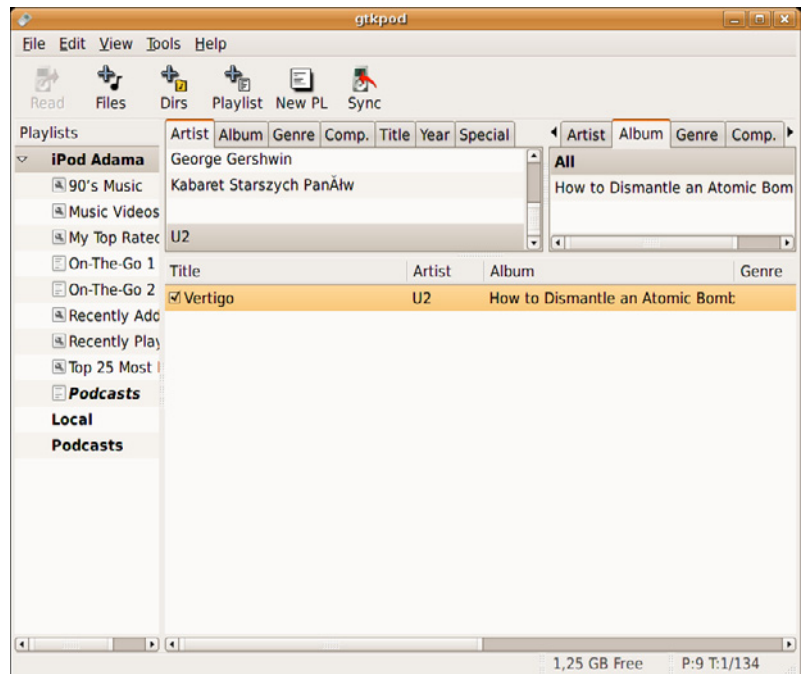 gtkpod
File Edit View Tools Help
Read Files Dirs Playlist New PL Sync
Playlists
iPod Adama
90's Music
Music Videos
My Top Rated
On-The-Go 1
On-The-Go 2
Recently Add
Recently Play
Top 25 Most
Podcasts
Local
Podcasts
Artist Album Genre Comp. Title Year Special
George Gershwin
Kabaret Starszych PanĂłw
U2
Artist Album Genre Comp.
All
How to Dismantle an Atomic Bom
Title Artist Album Genre
Vertigo U2 How to Dismantle an Atomic Bomb
1,25 GB Free P:9 T:1/134